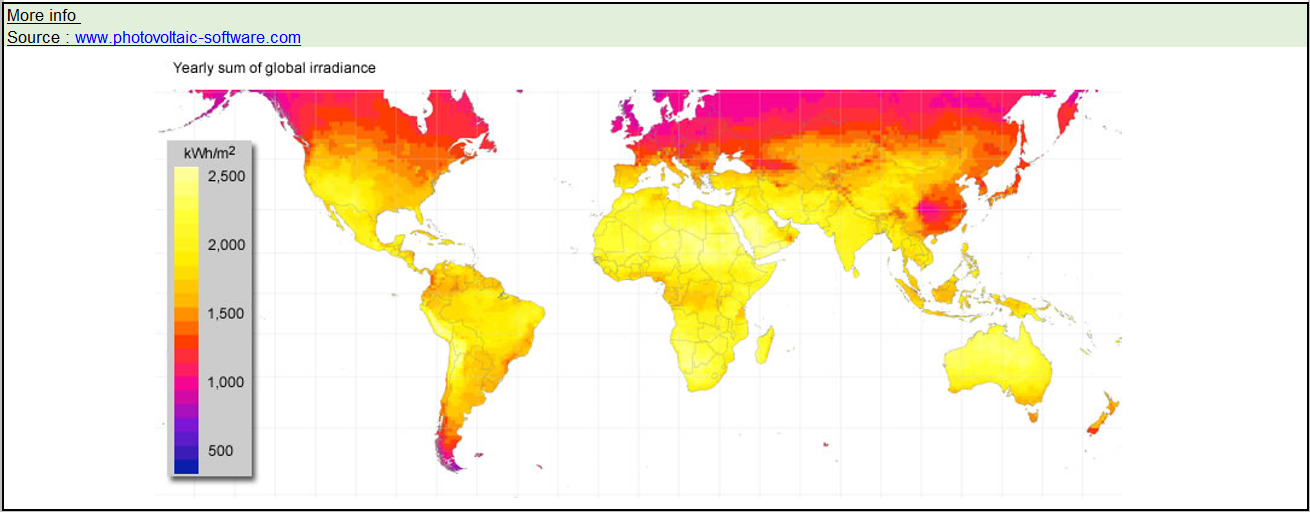 More info
Source : www.photovoltaic-software.com
Yearly sum of global irradiance
kWh/m2
2,500
2,000
1,500
1,000
500